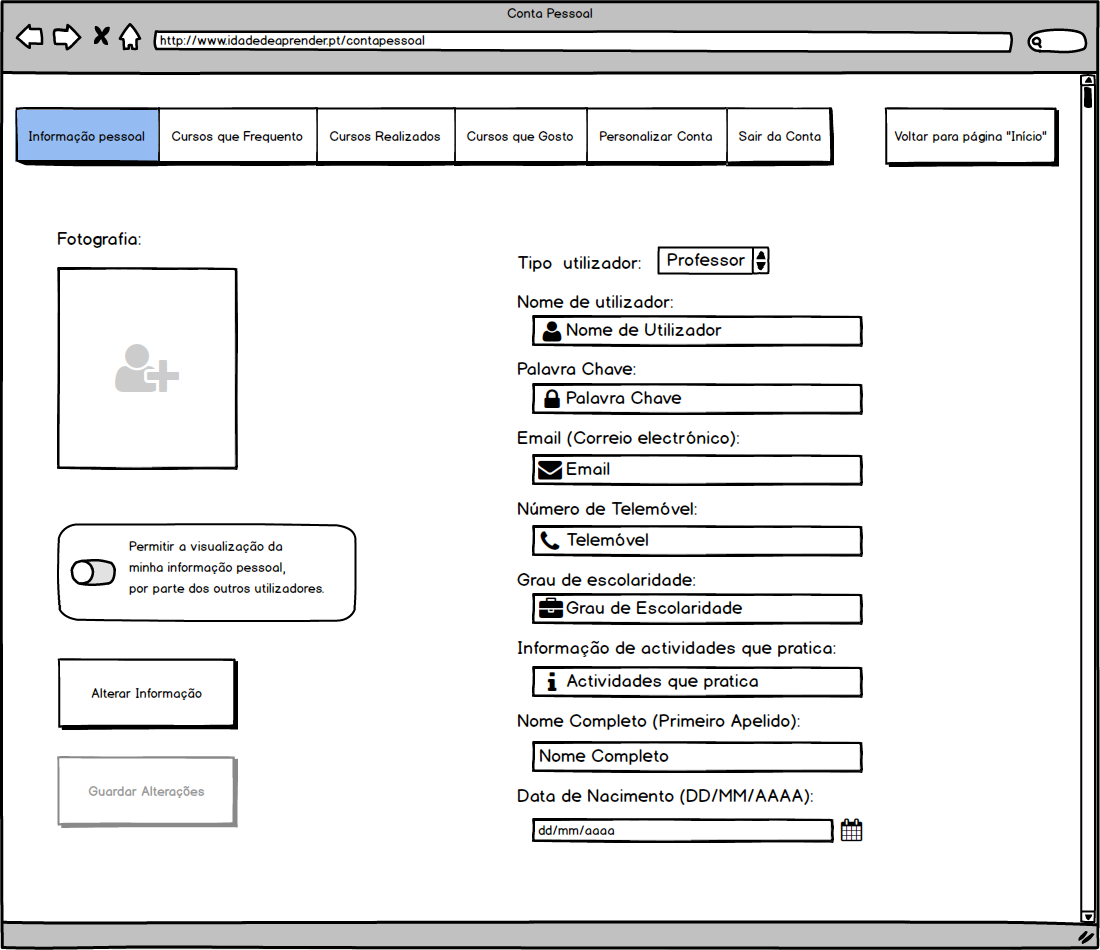 Conta Pessoal
http://www.idadedeaprender.pt/contapessoal
Informação pessoal
Cursos que Frequento
Cursos Realizados
Cursos que Gosto
Personalizar Conta
Sair da Conta
Voltar para página "Início"
Fotografia:
Permitir a visualização da
minha informação pessoal,
por parte dos outros utilizadores.
Alterar Informação
Guardar Alterações
Tipo utilizador:
Professor
Nome de utilizador:
Nome de Utilizador
Palavra Chave:
Palavra Chave
Email (Correio electrónico):
Email
Número de Telemóvel:
Telemóvel
Grau de escolaridade:
Grau de Escolaridade
Informação de actividades que pratica:
Actividades que pratica
Nome Completo (Primeiro Apelido):
Nome Completo
Data de Nacimento (DD/MM/AAAA):
dd/mm/aaaa